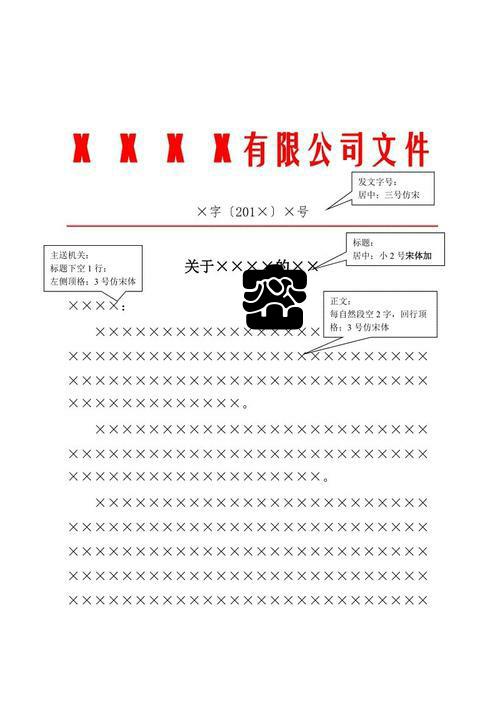 ××××有限公司文件
发文字号：
居中：三号仿宋
×字〔201×〕×号
标题：
居中：小2号宋体加
主送机关：
标题下空1行：
左侧顶格：3号仿宋体
关于××××的××
正文：
每自然段空2字，回行顶
格：3号仿宋体
××××：
×××××××××××××
××××××××××××××××××××××××××
××××××××××××××××××××××××××
×××××××××××××。
××××××××××××××××××××××××
××××××××××××××××××××××××××
×××××××××××××××××××。
××××××××××××××××××××××××
××××××××××××××××××××××××××
××××××××××××××××××××××××××
××××××××××××××××××××××××××
××××××××××××××××××××××××××